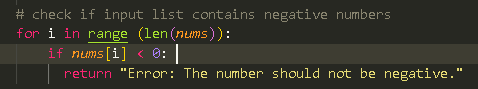 # check if input list contains negative numbers
for i in range (len(nums)):
if nums[i] < 0:
return "Error: The number should not be negative."